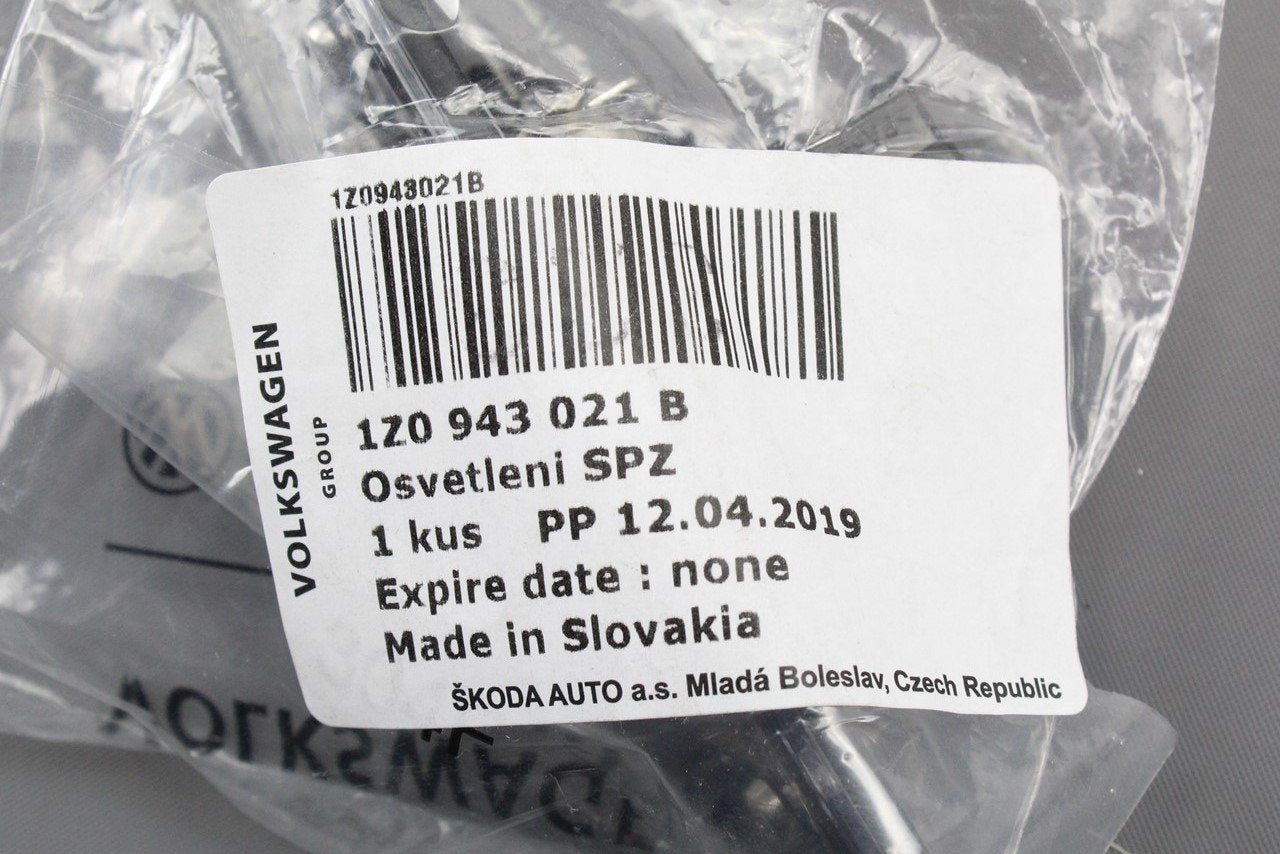 1Z0943021B
1Z0 943 021 B
Osvetleni SPZ
1 kus PP 12.04.2019
Expire date : none
Made in Slovakia
ŠKODA AUTO a.s. Mladá Boleslav, Czech Republic
VOLKSWAGEN
GROUP
VOLKSWAG